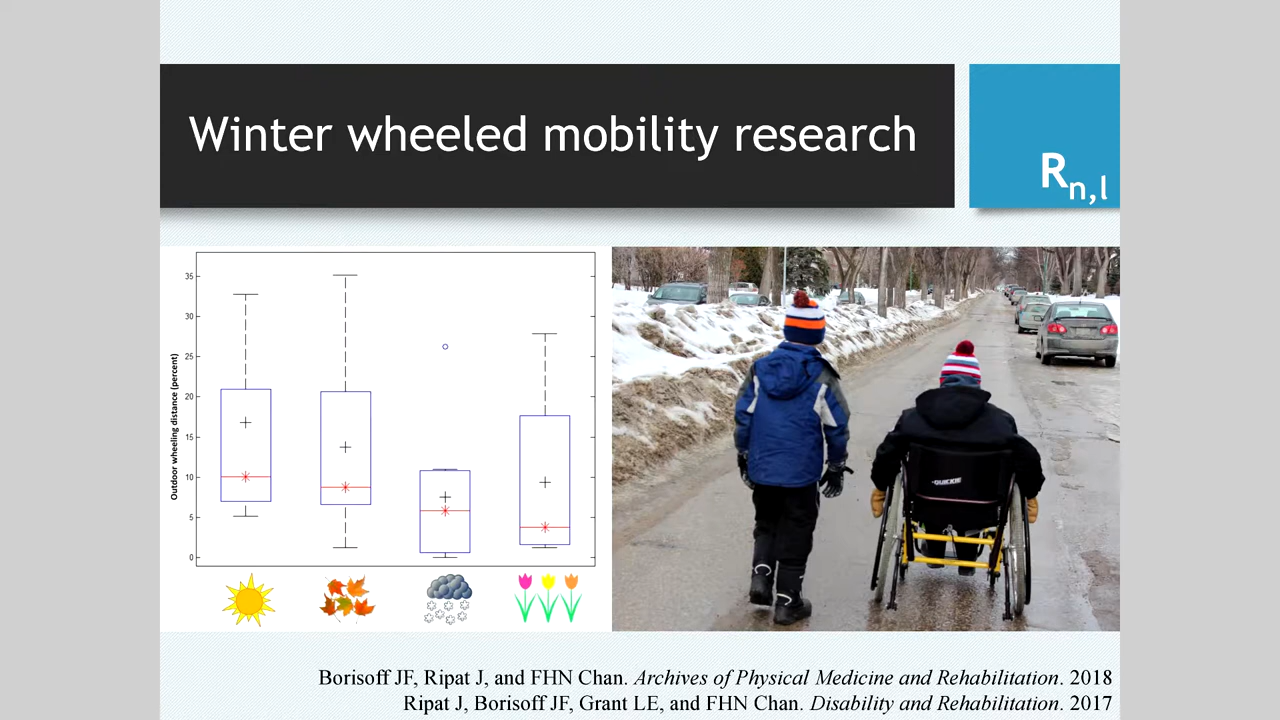 Winter wheeled mobility research
Rn,l
Outdoor wheeling distance (percent)
35
30
25
20
15
10
5
0
QUICKIE
Borisoff JF, Ripat J, and FHN Chan. Archives of Physical Medicine and Rehabilitation. 2018
Ripat J, Borisoff JF, Grant LE, and FHN Chan. Disability and Rehabilitation. 2017